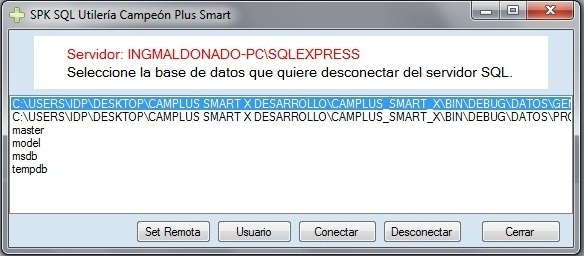 SPK SQL Utilería Campeón Plus Smart
Servidor: INGMALDONADO-PC\SQLEXPRESS
Seleccione la base de datos que quiere desconectar del servidor SQL.
C:\USERS\IDP\DESKTOP\CAMPLUS SMART X DESARROLLO\CAMPLUS_SMART_X\BIN\DEBUG\DATOS\GEN
C:\USERS\IDP\DESKTOP\CAMPLUS SMART X DESARROLLO\CAMPLUS_SMART_X\BIN\DEBUG\DATOS\PRO
master
model
msdb
tempdb
Set Remota Usuario Conectar Desconectar Cerrar